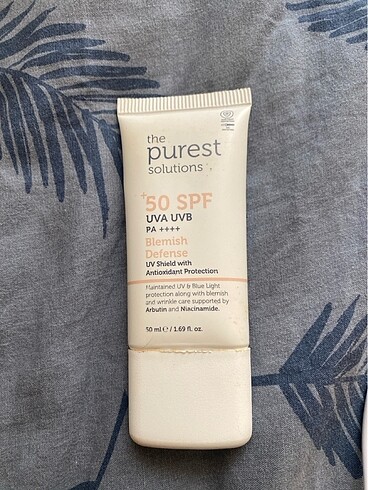 the
purest
solutions
+50 SPF
UVA UVB
PA ++++
Blemish
Defense
UV Shield with
Antioxidant Protection
Maintained UV & Blue Light
protection along with blemish
and wrinkle care supported by
Arbutin and Niacinamide.
50 ml ℮ / 1.69 fl. oz.